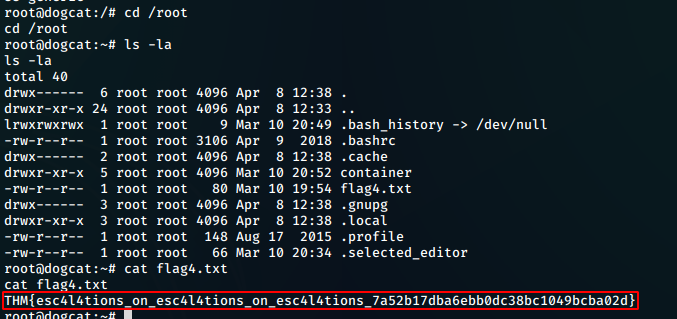 root@dogcat:/# cd /root
cd /root
root@dogcat:~# ls -la
ls -la
total 40
drwx------  6 root root 4096 Apr  8 12:38 .
drwxr-xr-x 24 root root 4096 Apr  8 12:33 ..
lrwxrwxrwx  1 root root    9 Mar 10 20:49 .bash_history -> /dev/null
-rw-r--r--  1 root root 3106 Apr  9  2018 .bashrc
drwx------  2 root root 4096 Apr  8 12:38 .cache
drwxr-xr-x  5 root root 4096 Mar 10 20:52 container
-rw-r--r--  1 root root   80 Mar 10 19:54 flag4.txt
drwx------  3 root root 4096 Apr  8 12:38 .gnupg
drwxr-xr-x  3 root root 4096 Apr  8 12:38 .local
-rw-r--r--  1 root root  148 Aug 17  2015 .profile
-rw-r--r--  1 root root   66 Mar 10 20:34 .selected_editor
root@dogcat:~# cat flag4.txt
cat flag4.txt
THM{esc4l4tions_on_esc4l4tions_on_esc4l4tions_7a52b17dba6ebb0dc38bc1049bcba02d}
root@dogcat:~#